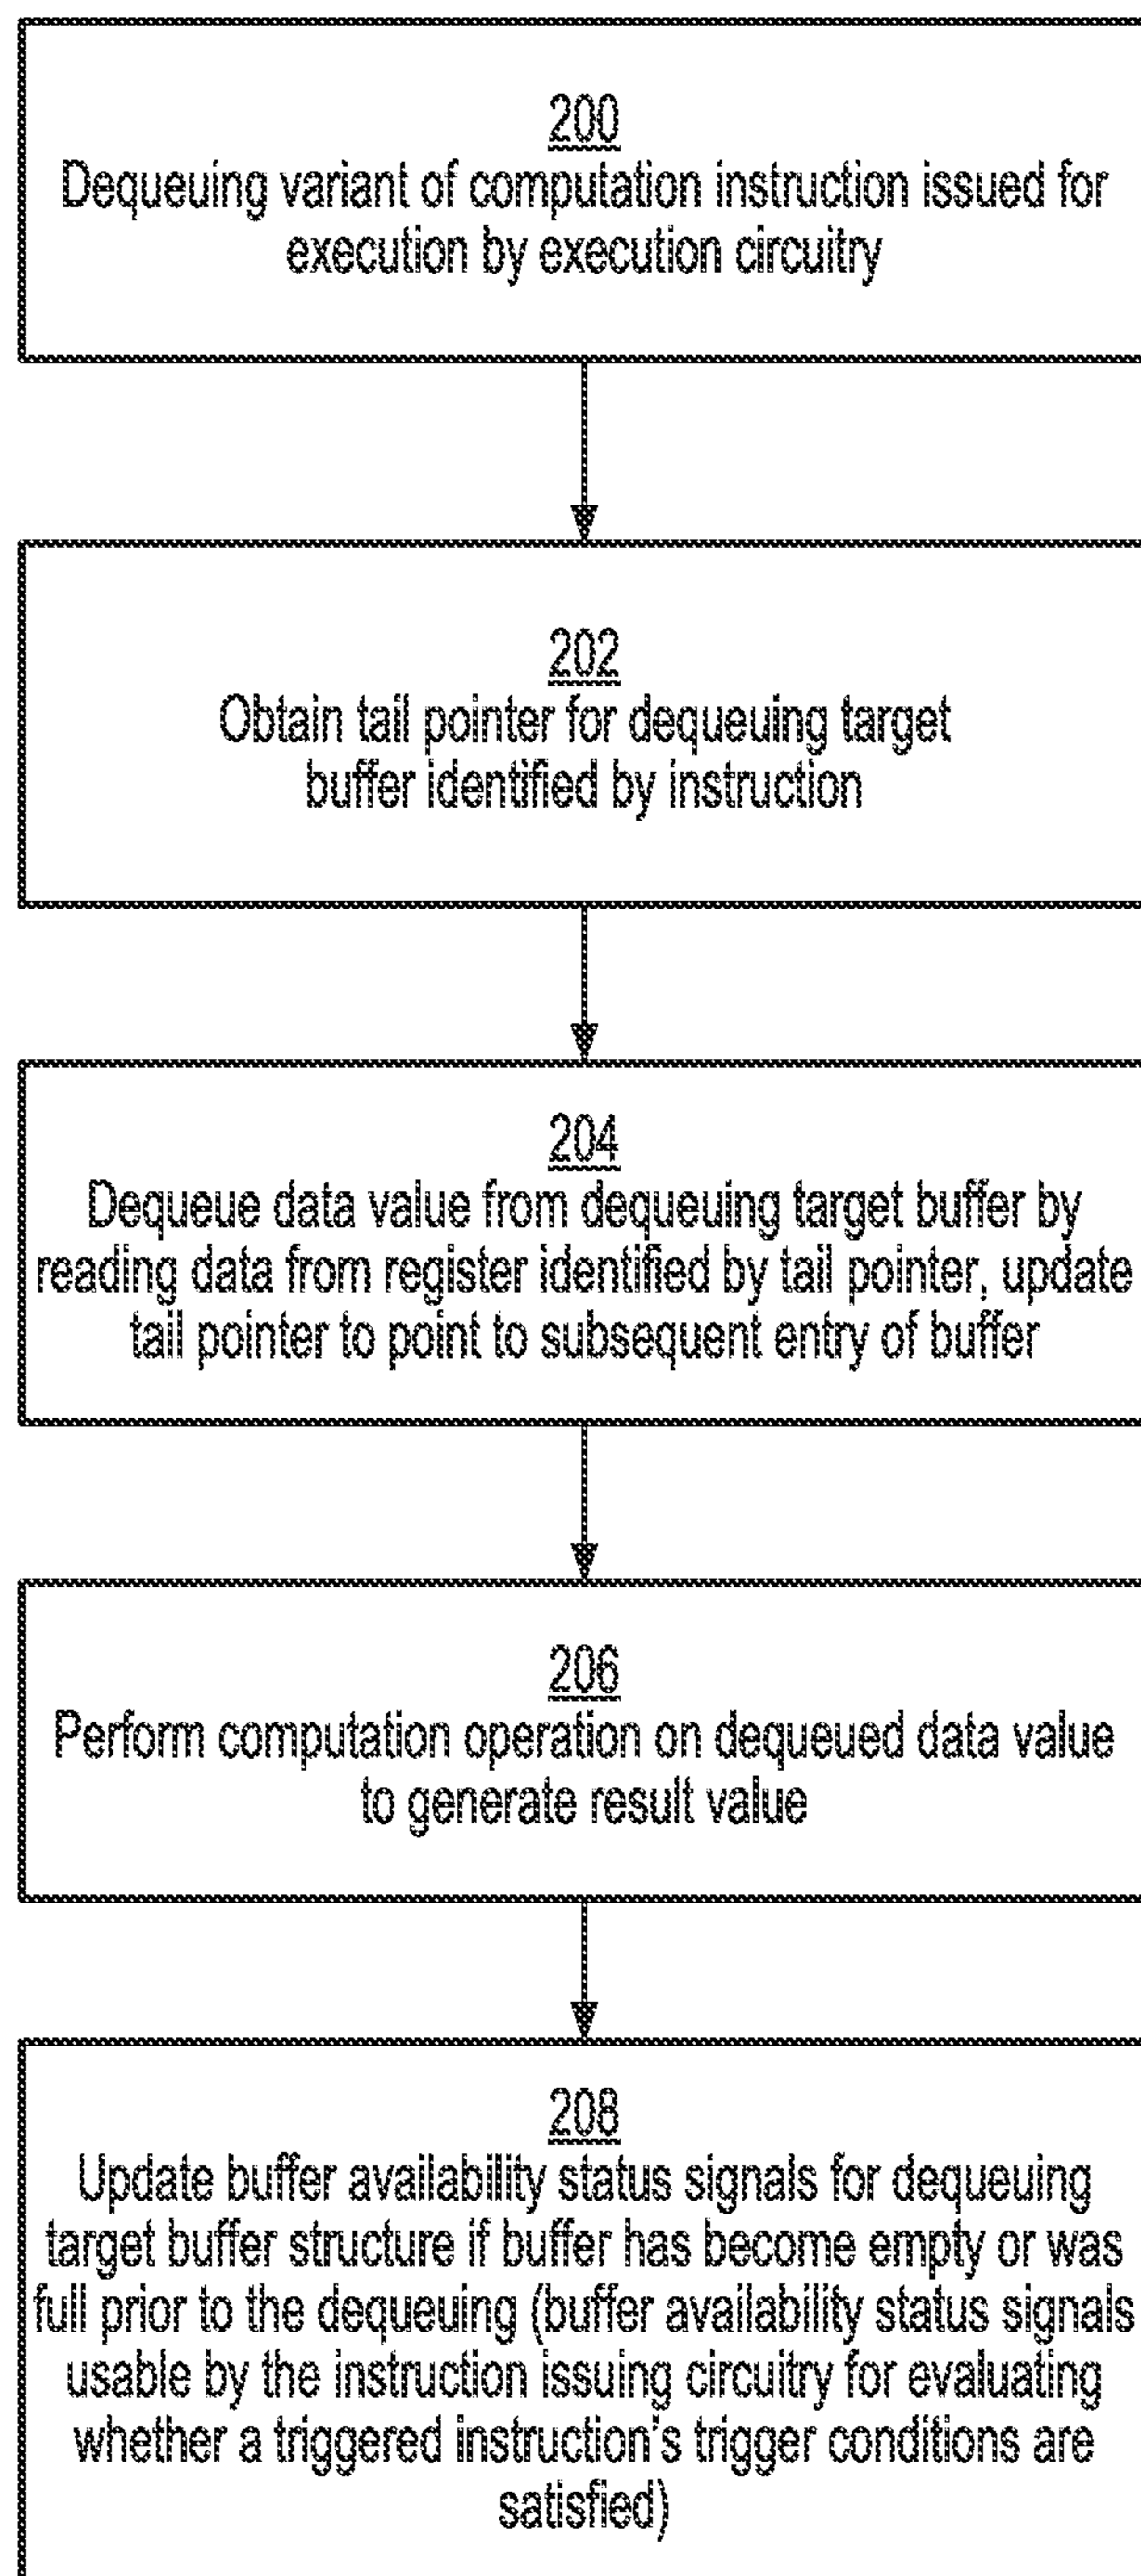 200
Dequeuing variant of computation instruction issued for
execution by execution circuitry
202
Obtain tail pointer for dequeuing target
buffer identified by instruction
204
Dequeue data value from dequeuing target buffer by
reading data from register identified by tail pointer, update
tail pointer to point to subsequent entry of buffer
206
Perform computation operation on dequeued data value
to generate result value
208
Update buffer availability status signals for dequeuing
target buffer structure if buffer has become empty or was
full prior to the dequeuing (buffer availability status signals
usable by the instruction issuing circuitry for evaluating
whether a triggered instruction's trigger conditions are
satisfied)